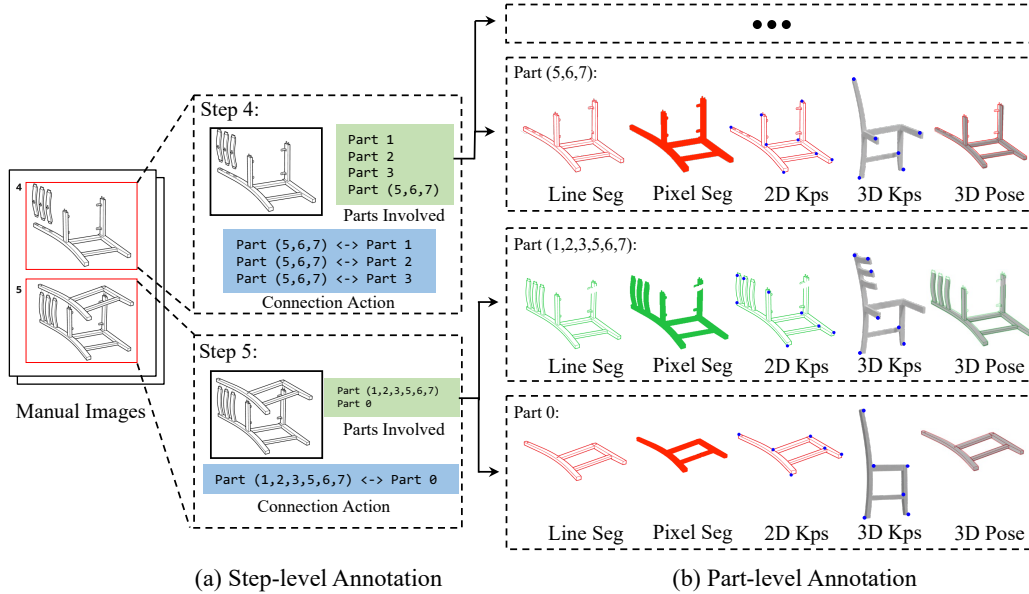 4
5
Manual Images
Step 4:
Part 1
Part 2
Part 3
Part (5,6,7)
Parts Involved
Part (5,6,7) <-> Part 1
Part (5,6,7) <-> Part 2
Part (5,6,7) <-> Part 3
Connection Action
Step 5:
Part (1,2,3,5,6,7)
Part 0
Parts Involved
Part (1,2,3,5,6,7) <-> Part 0
Connection Action
(a) Step-level Annotation
•••
Part (5,6,7):
Line Seg Pixel Seg 2D Kps 3D Kps 3D Pose
Part (1,2,3,5,6,7):
Line Seg Pixel Seg 2D Kps 3D Kps 3D Pose
Part 0:
Line Seg Pixel Seg 2D Kps 3D Kps 3D Pose
(b) Part-level Annotation